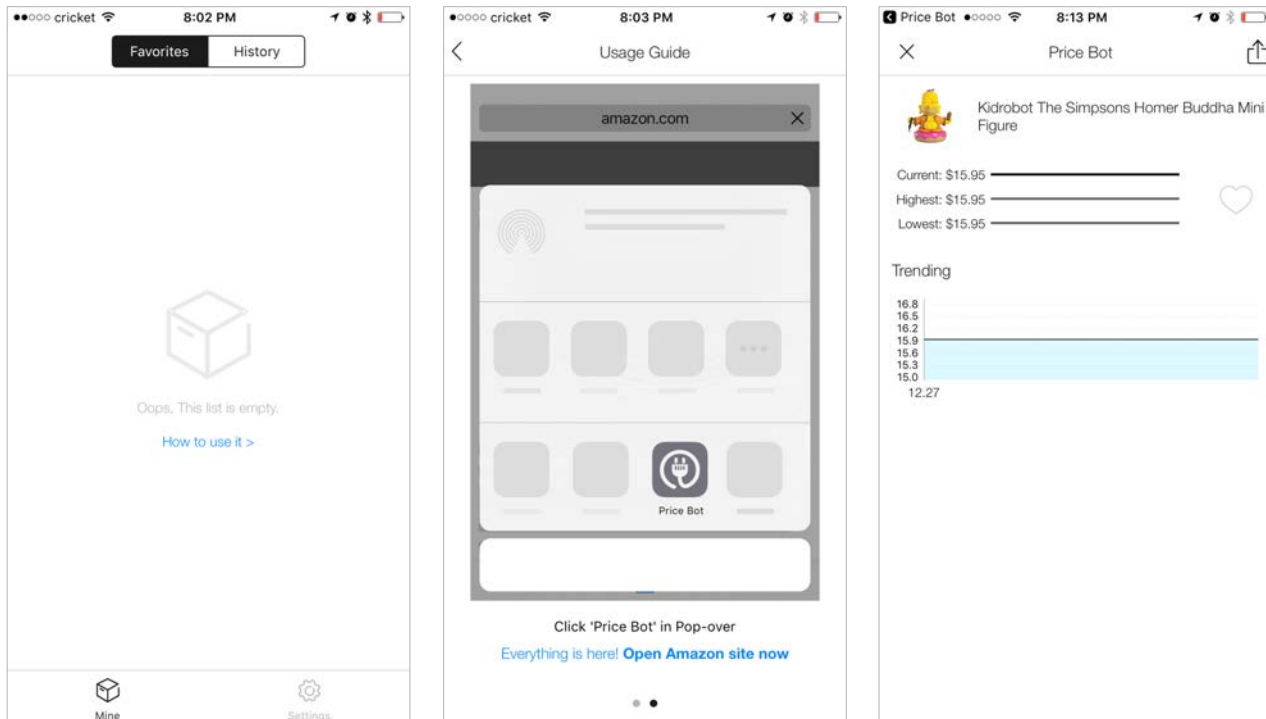 cricket 8:02 PM
Favorites History
Oops, This list is empty.
How to use it >
Mine Settings
cricket 8:03 PM
Usage Guide
amazon.com
Price Bot
Click 'Price Bot' in Pop-over
Everything is here! Open Amazon site now
Price Bot 8:13 PM
Price Bot
Kidrobot The Simpsons Homer Buddha Mini
Figure
Current: $15.95
Highest: $15.95
Lowest: $15.95
Trending
16.8
16.5
16.2
15.9
15.6
15.3
15.0
12.27